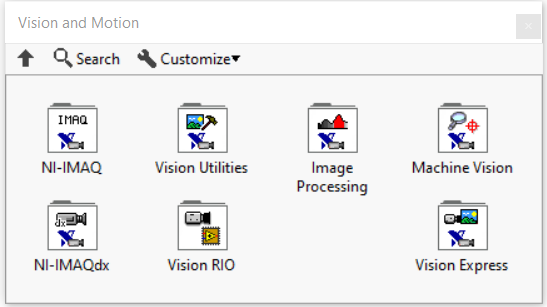 Vision and Motion
Search
Customize
IMAQ
NI-IMAQ
Vision Utilities
Image
Processing
Machine Vision
dx
NI-IMAQdx
Vision RIO
Vision Express